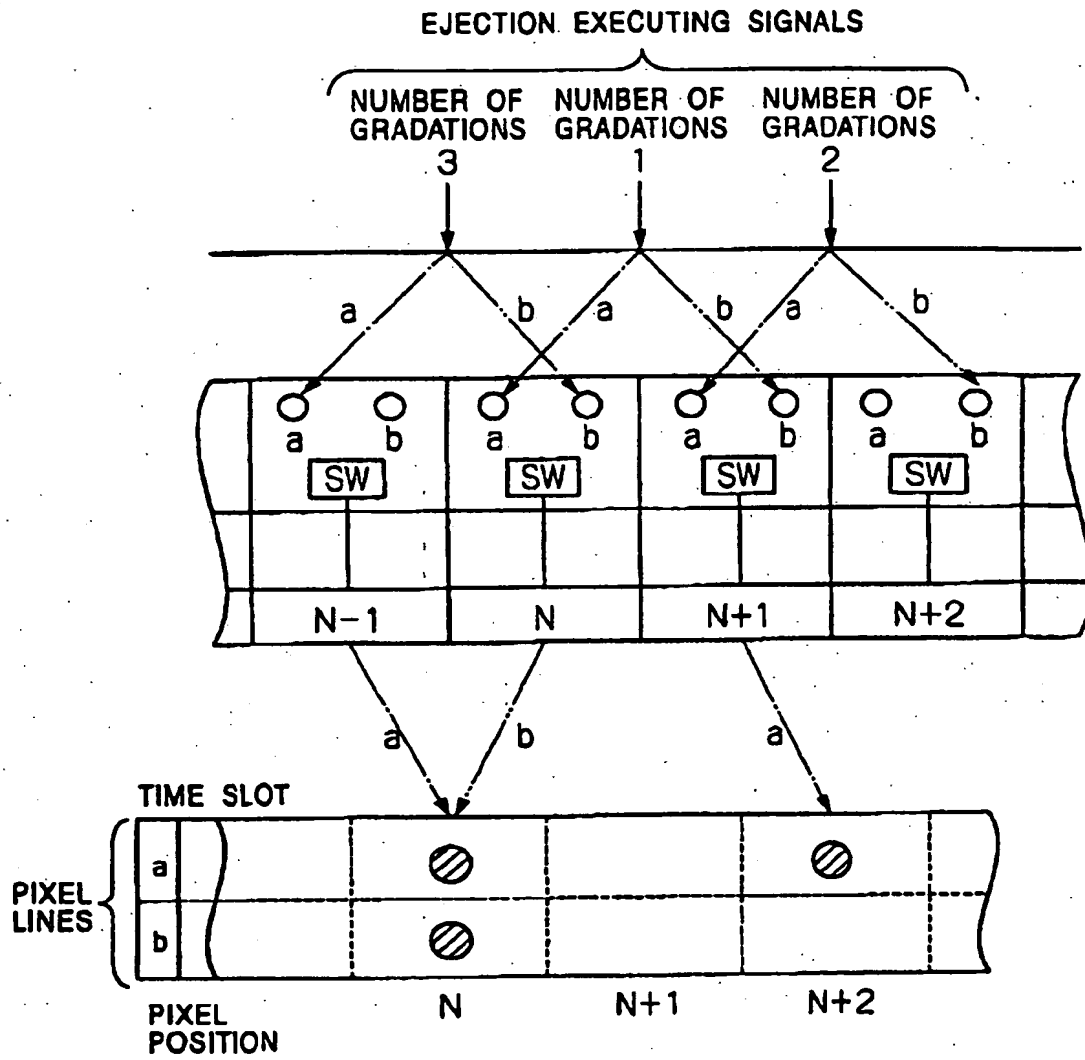 EJECTION EXECUTING SIGNALS
NUMBER OF GRADATIONS 3
NUMBER OF GRADATIONS 1
NUMBER OF GRADATIONS 2
a b a b a b
a b a b a b a b
SW SW SW SW
N-1 N N+1 N+2
a b a
TIME SLOT
PIXEL LINES
a
b
PIXEL POSITION
N N+1 N+2